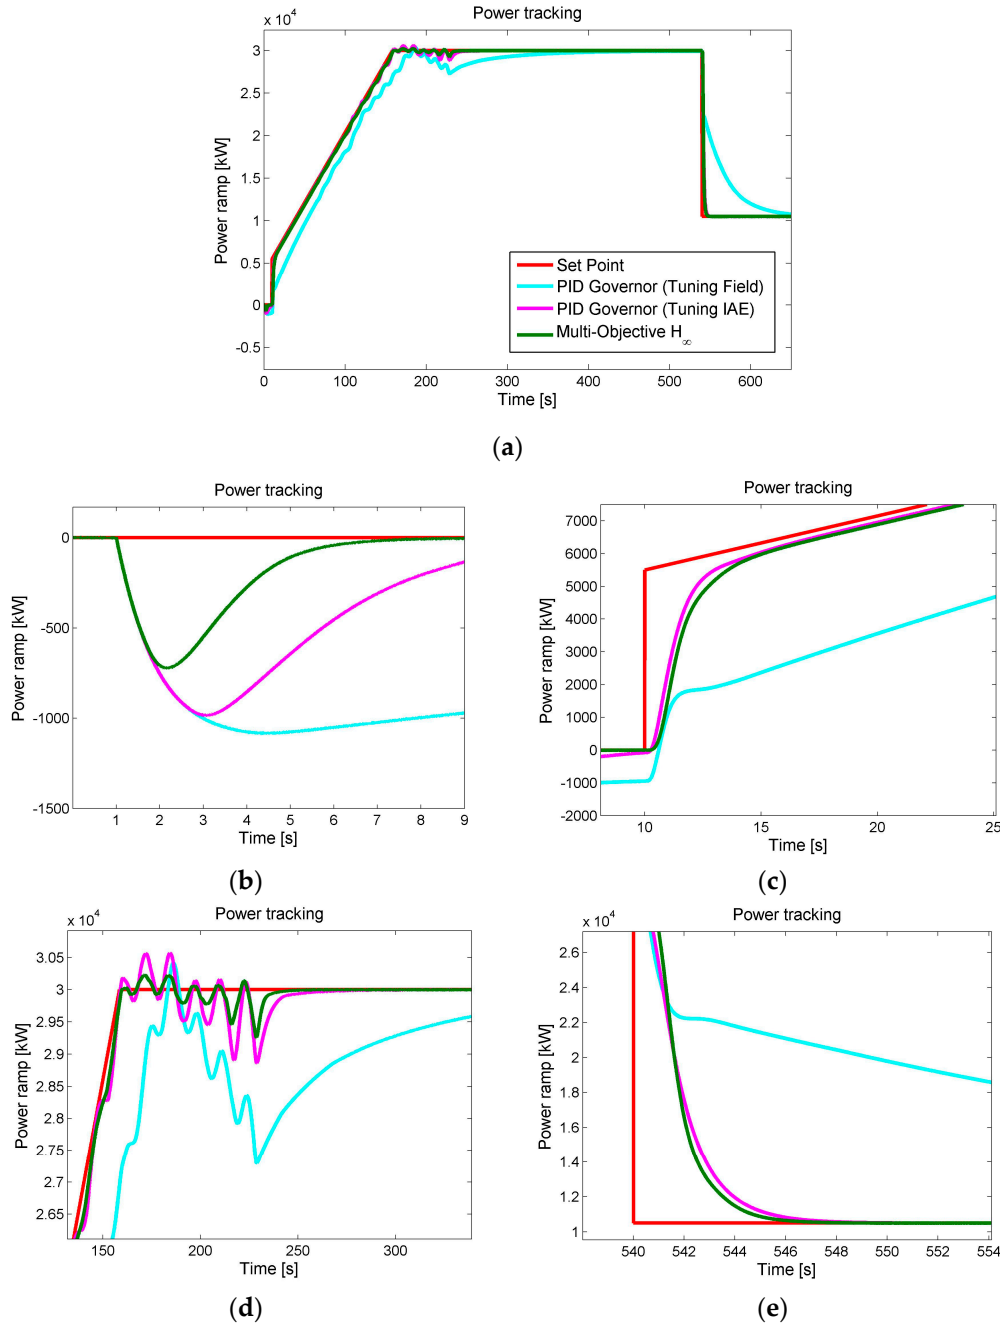 Power tracking
x 10^4
3
2.5
2
1.5
1
0.5
0
-0.5
Power ramp [kW]
Set Point
PID Governor (Tuning Field)
PID Governor (Tuning IAE)
Multi-Objective H∞
0 100 200 300 400 500 600
Time [s]
(a)
Power tracking
0
-500
-1000
-1500
Power ramp [kW]
1 2 3 4 5 6 7 8 9
Time [s]
(b)
Power tracking
7000
6000
5000
4000
3000
2000
1000
0
-1000
-2000
Power ramp [kW]
10 15 20 25
Time [s]
(c)
Power tracking
x 10^4
3.05
3
2.95
2.9
2.85
2.8
2.75
2.7
2.65
Power ramp [kW]
150 200 250 300
Time [s]
(d)
Power tracking
x 10^4
2.6
2.4
2.2
2
1.8
1.6
1.4
1.2
1
Power ramp [kW]
540 542 544 546 548 550 552 554
Time [s]
(e)